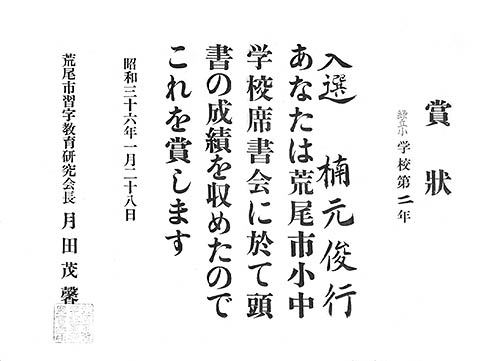 賞狀
緑ヶ丘小学校第二年
入選 楠元俊行
あなたは荒尾市小中
学校席書会に於て頭
書の成績を収めたので
これを賞します
昭和三十六年一月二十八日
荒尾市習字教育研究会長 月田茂馨